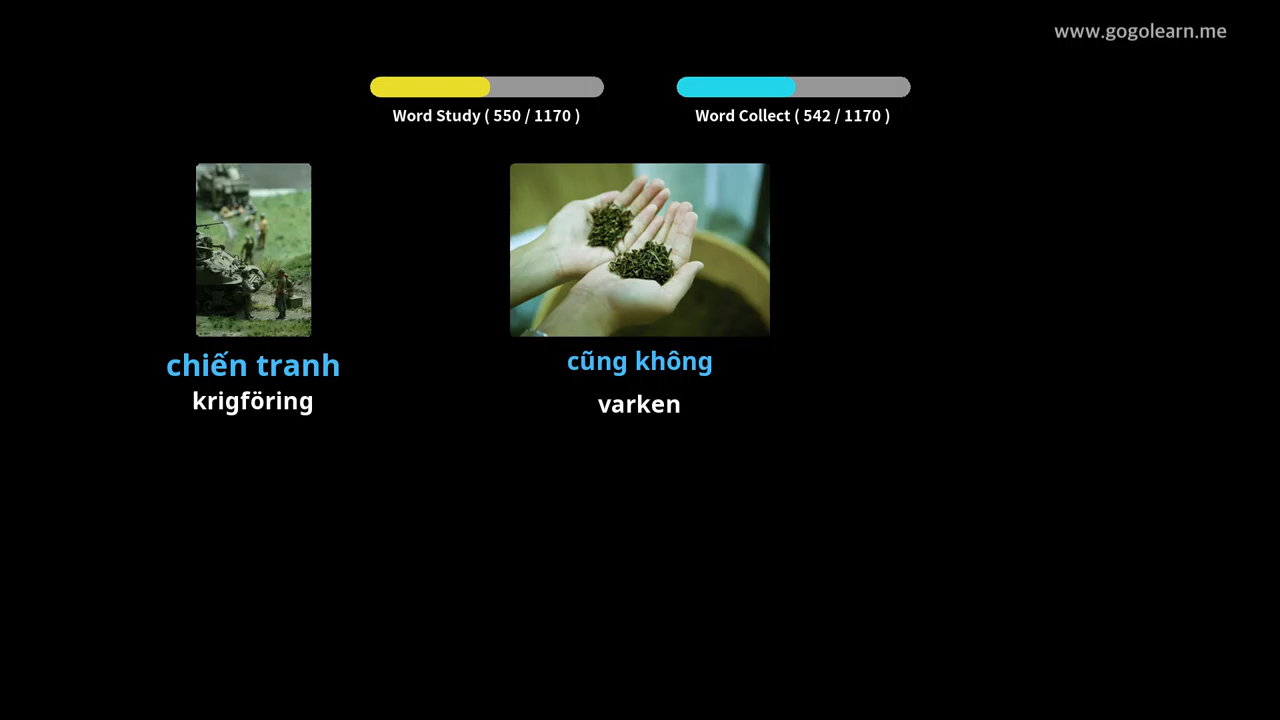 www.gogolearn.me
Word Study ( 550 / 1170 )
Word Collect ( 542 / 1170 )
chiến tranh
krigföring
cũng không
varken